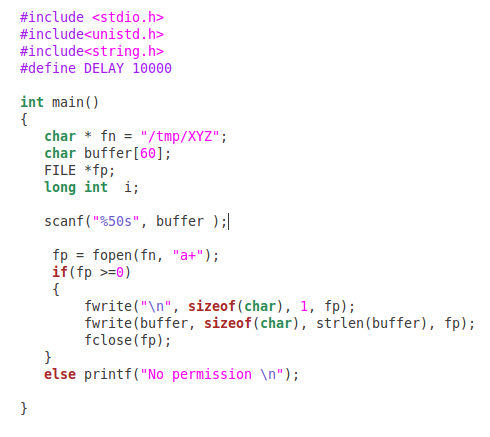 #include <stdio.h>
#include<unistd.h>
#include<string.h>
#define DELAY 10000
int main()
{
char * fn = "/tmp/XYZ";
char buffer[60];
FILE *fp;
long int  i;
scanf("%50s", buffer );
fp = fopen(fn, "a+");
if(fp >=0)
{
fwrite("\n", sizeof(char), 1, fp);
fwrite(buffer, sizeof(char), strlen(buffer), fp);
fclose(fp);
}
else printf("No permission \n");
}